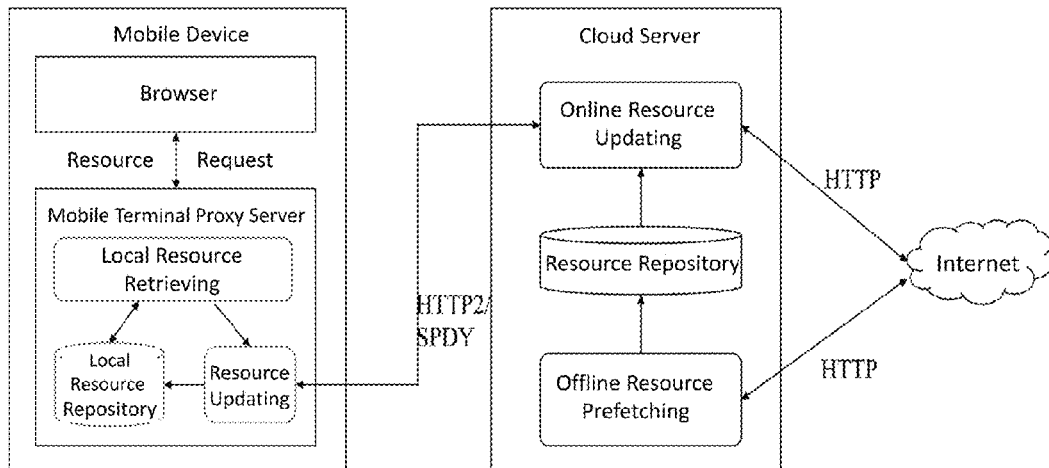 Mobile Device
Browser
Resource Request
Mobile Terminal Proxy Server
Local Resource
Retrieving
Local
Resource
Repository
Resource
Updating
HTTP2/
SPDY
Cloud Server
Online Resource
Updating
Resource Repository
Offline Resource
Prefetching
HTTP
Internet
HTTP